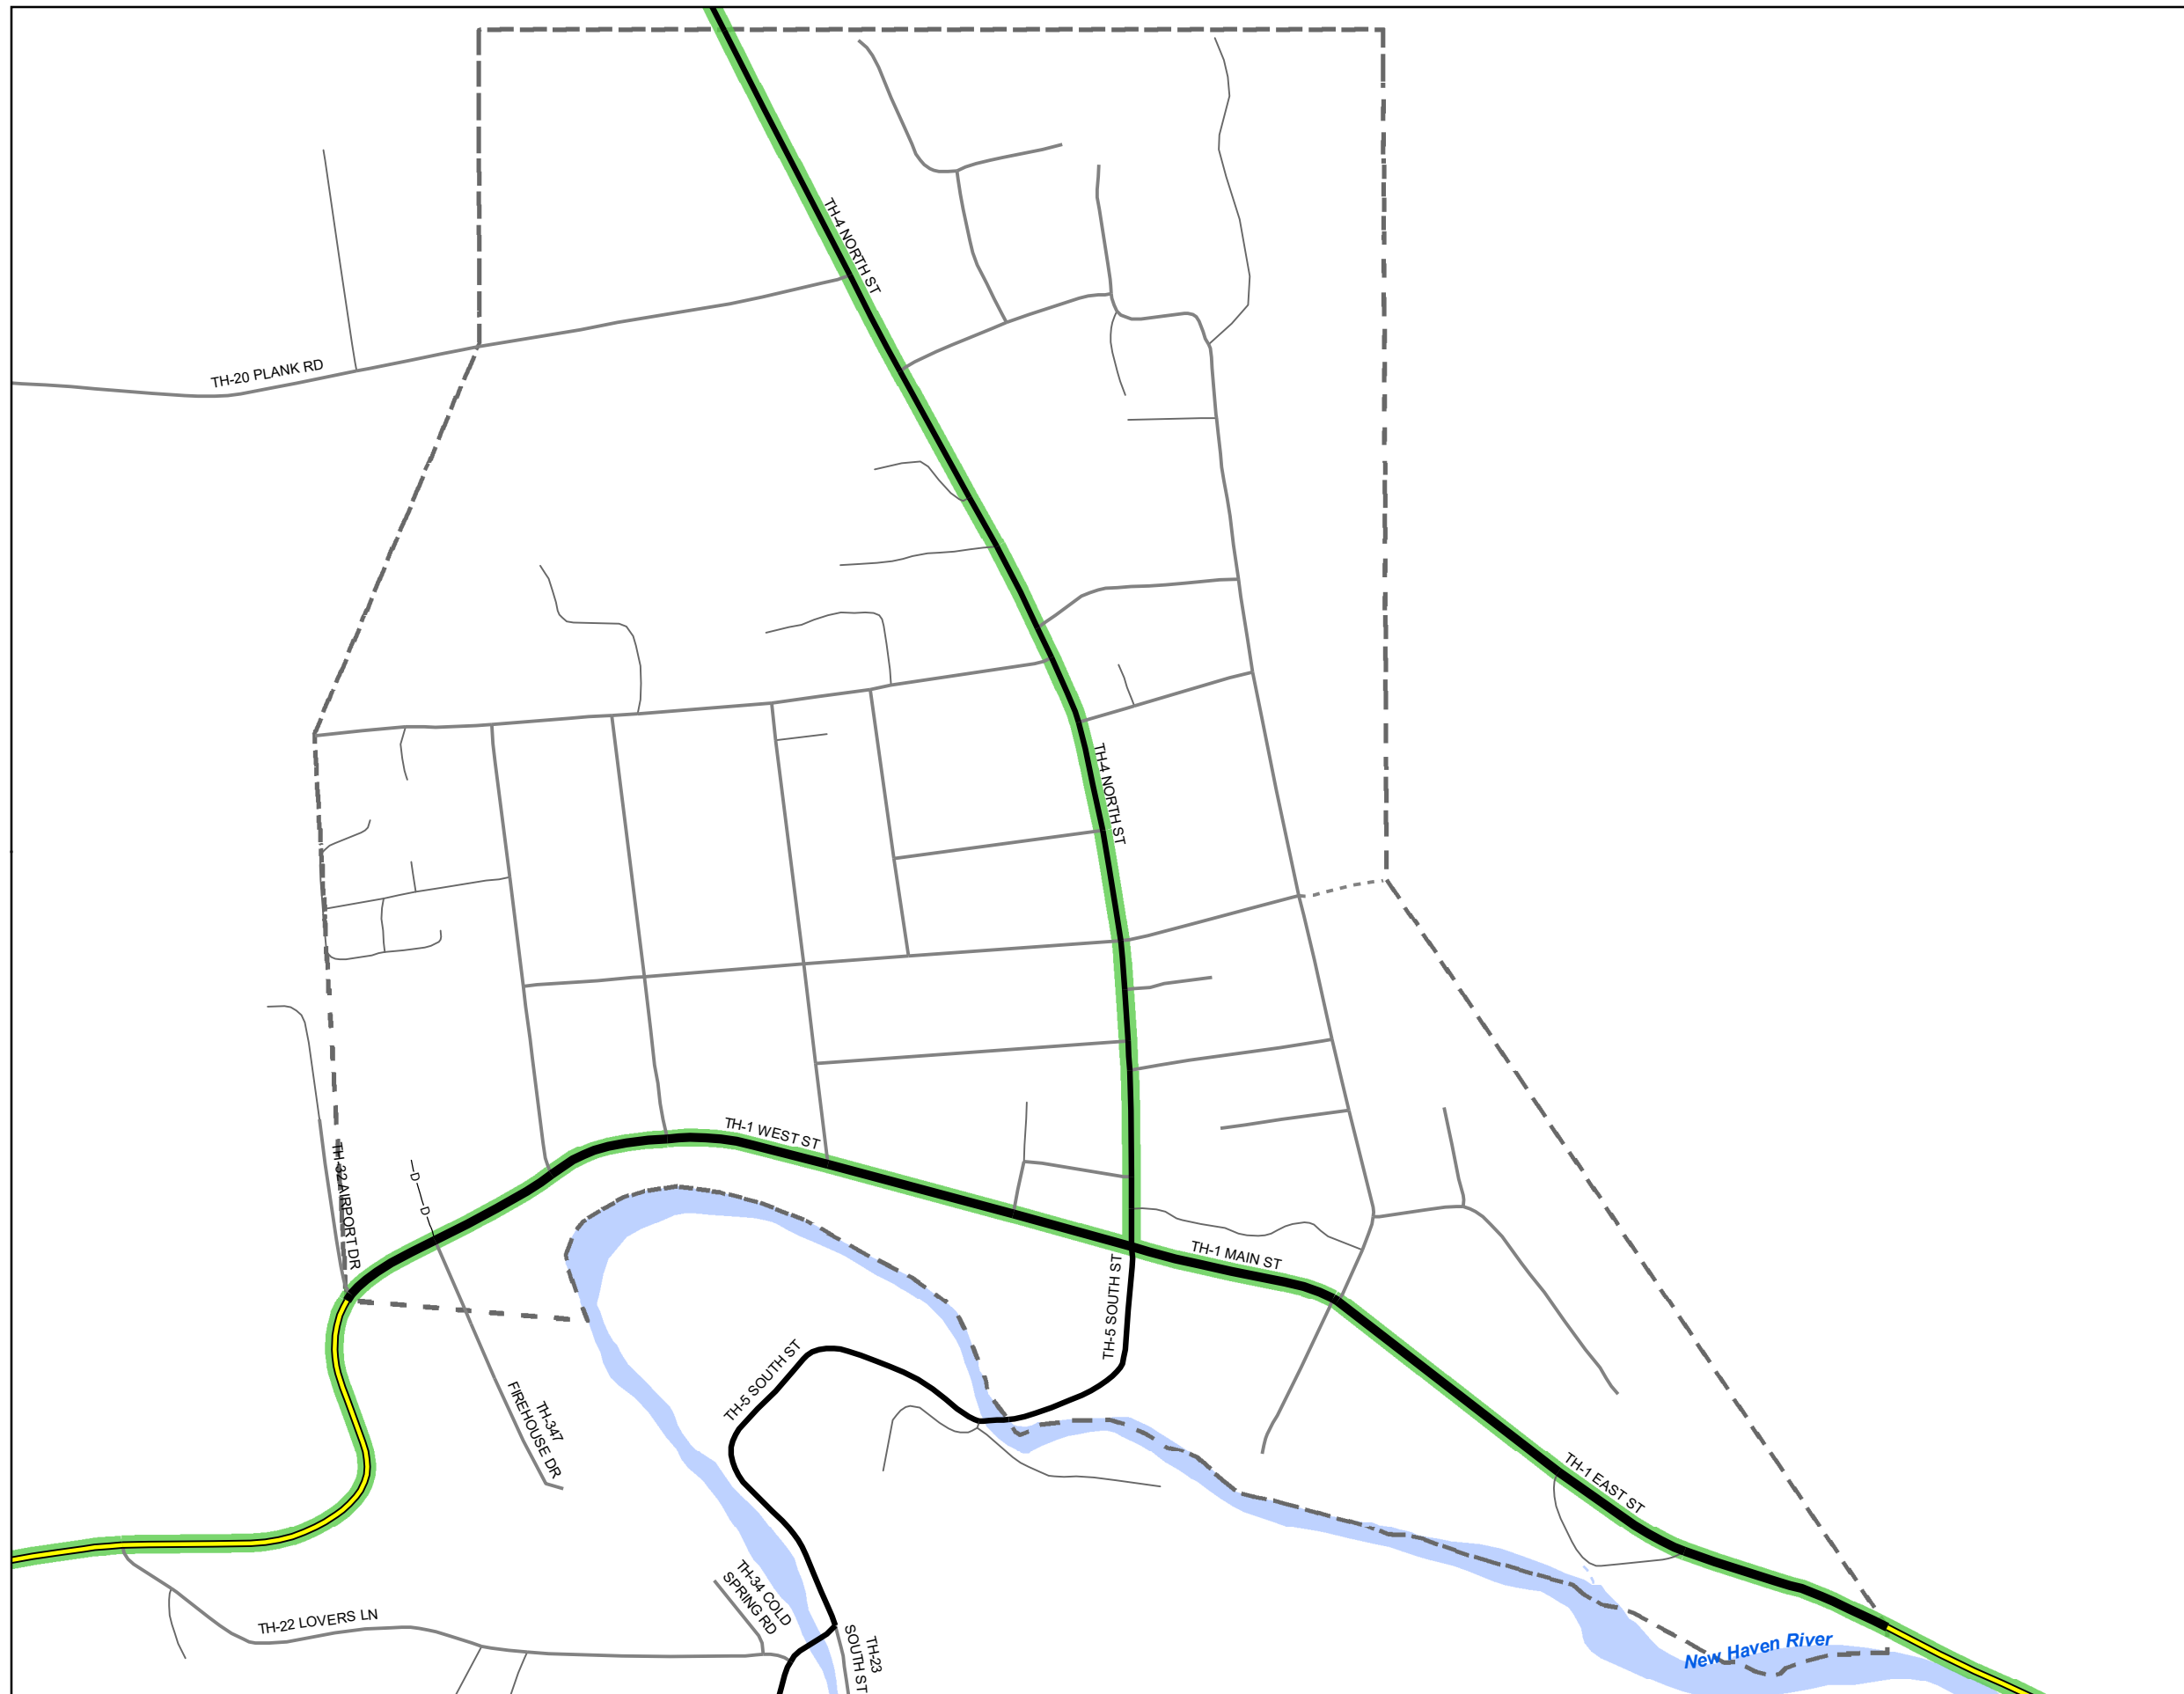 TH-4 NORTH ST
TH-20 PLANK RD
TH-4 NORTH ST
TH-1 WEST ST
TH-32 AIRPORT DR
D
D
TH-1 MAIN ST
TH-5 SOUTH ST
TH-5 SOUTH ST
TH-347
FIREHOUSE DR
TH-1 EAST ST
TH-34 COLD
SPRING RD
TH-22 LOVERS LN
TH-23
SOUTH ST
New Haven River